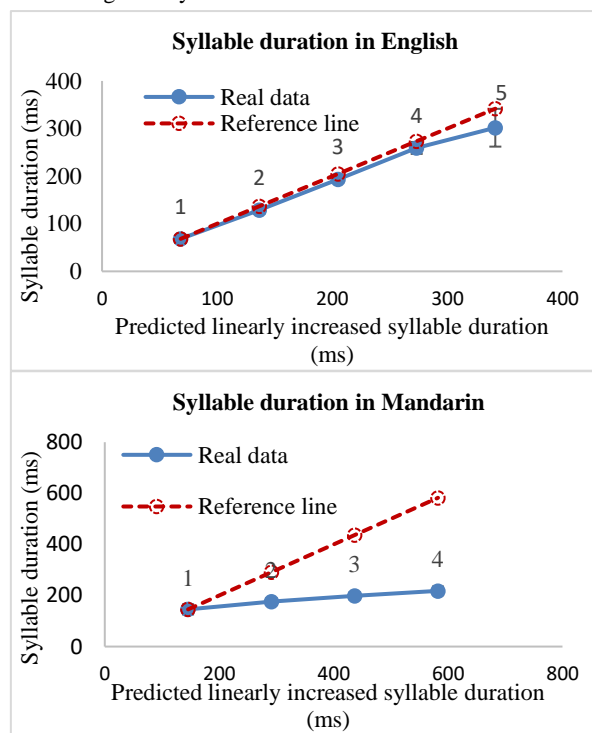 Syllable duration in English
400
300
200
100
0
Syllable duration (ms)
Real data
Reference line
1
2
3
4
5
0 100 200 300 400
Predicted linearly increased syllable duration
(ms)
Syllable duration in Mandarin
800
600
400
200
0
Syllable duration (ms)
Real data
Reference line
1
2
3
4
0 200 400 600 800
Predicted linearly increased syllable duration
(ms)